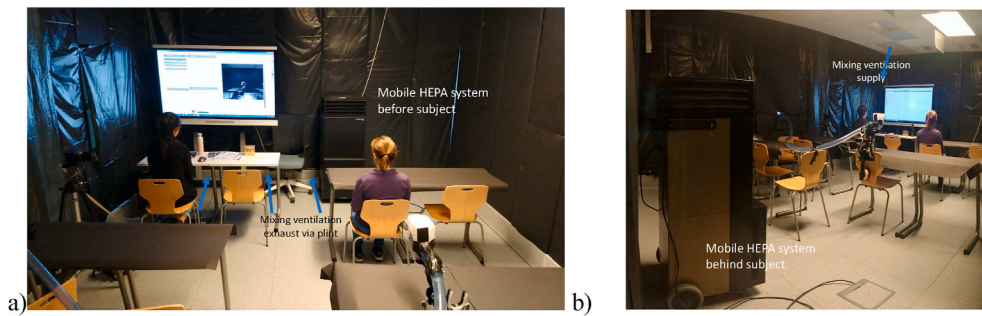 Mobile HEPA system
before subject
Mixing ventilation
exhaust via plint
a)
Mixing ventilation
supply
Mobile HEPA system
behind subject
b)